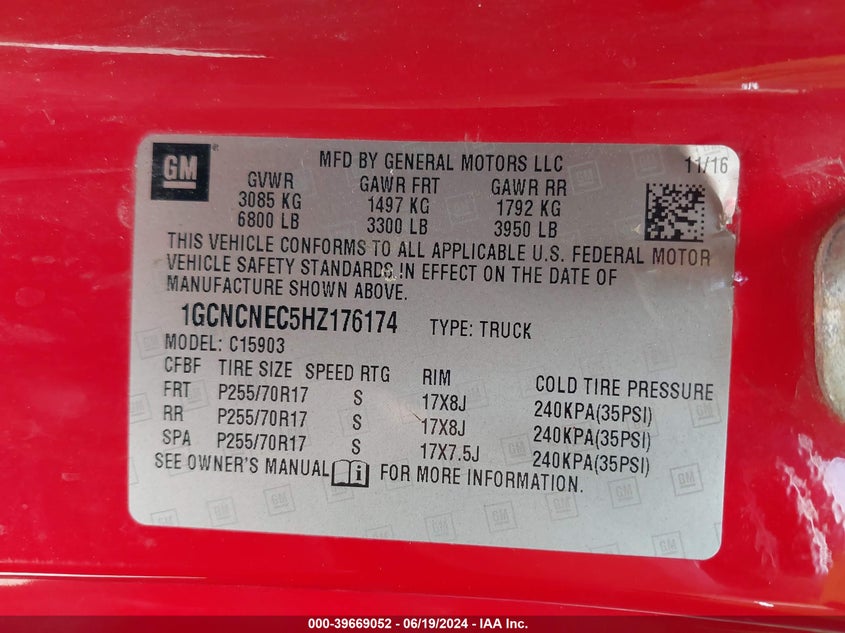 GM
MFD BY GENERAL MOTORS LLC 11/16
GVWR GAWR FRT GAWR RR
3085 KG 1497 KG 1792 KG
6800 LB 3300 LB 3950 LB
THIS VEHICLE CONFORMS TO ALL APPLICABLE U.S. FEDERAL MOTOR
VEHICLE SAFETY STANDARDS IN EFFECT ON THE DATE OF
MANUFACTURE SHOWN ABOVE.
1GCNCNEC5HZ176174 TYPE: TRUCK
MODEL: C15903
CFBF TIRE SIZE SPEED RTG RIM COLD TIRE PRESSURE
FRT P255/70R17 S 17X8J 240KPA(35PSI)
RR P255/70R17 S 17X8J 240KPA(35PSI)
SPA P255/70R17 S 17X7.5J 240KPA(35PSI)
SEE OWNER'S MANUAL FOR MORE INFORMATION.
000-39669052 - 06/19/2024 - IAA Inc.